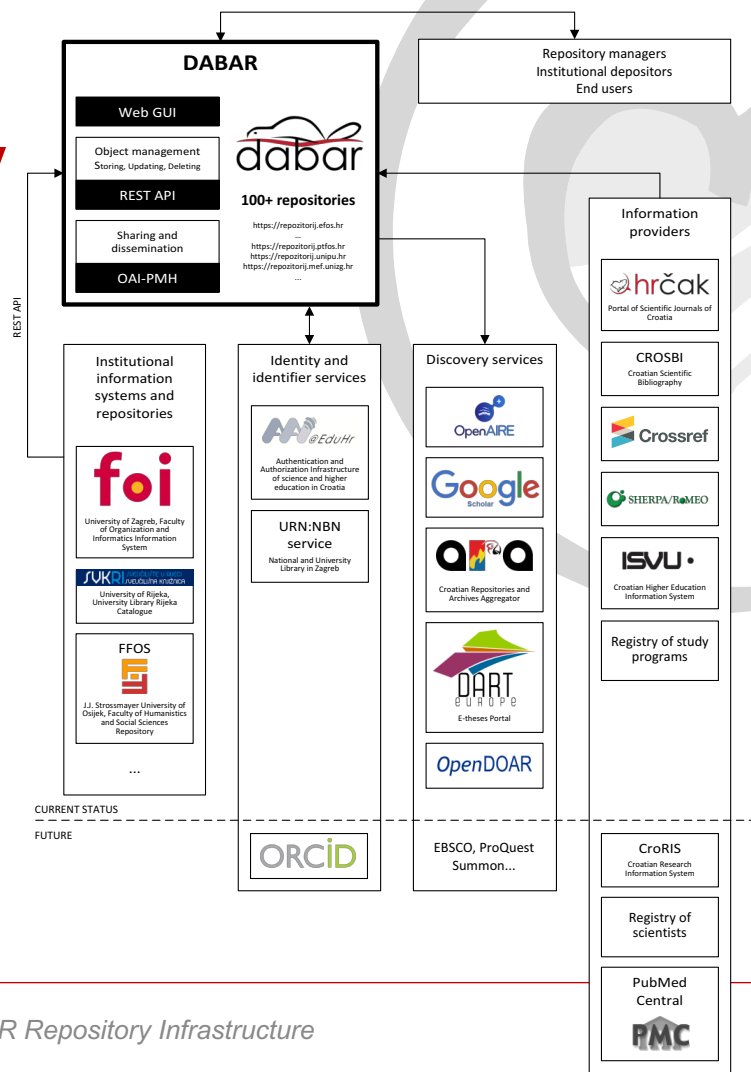 DABAR
Web GUI
Object management
Storing, Updating, Deleting
REST API
Sharing and
dissemination
OAI-PMH
dabar
100+ repositories
https://repozitorij.efos.hr
...
https://repozitorij.ptfos.hr
https://repozitorij.unipu.hr
https://repozitorij.mef.unizg.hr
...
Repository managers
Institutional depositors
End users
REST API
Institutional
information
systems and
repositories
foi
University of Zagreb, Faculty
of Organization and
Informatics Information
System
SVKRI
University of Rijeka,
University Library Rijeka
Catalogue
FFOS
J.J. Strossmayer University of
Osijek, Faculty of Humanistics
and Social Sciences
Repository
...
Identity and
identifier services
AAI@EduHr
Authentication and
Authorization Infrastructure
of science and higher
education in Croatia
URN:NBN
service
National and University
Library in Zagreb
Discovery services
OpenAIRE
Google
Scholar
Croatian Repositories and
Archives Aggregator
DART
EUROPE
E-theses Portal
OpenDOAR
Information
providers
hrčak
Portal of Scientific Journals of
Croatia
CROSBI
Croatian Scientific
Bibliography
Crossref
SHERPA/RoMEO
ISVU
Croatian Higher Education
Information System
Registry of study
programs
CURRENT STATUS
FUTURE
ORCID
EBSCO, ProQuest
Summon...
CroRIS
Croatian Research
Information System
Registry of
scientists
PubMed
Central
PMC
R Repository Infrastructure